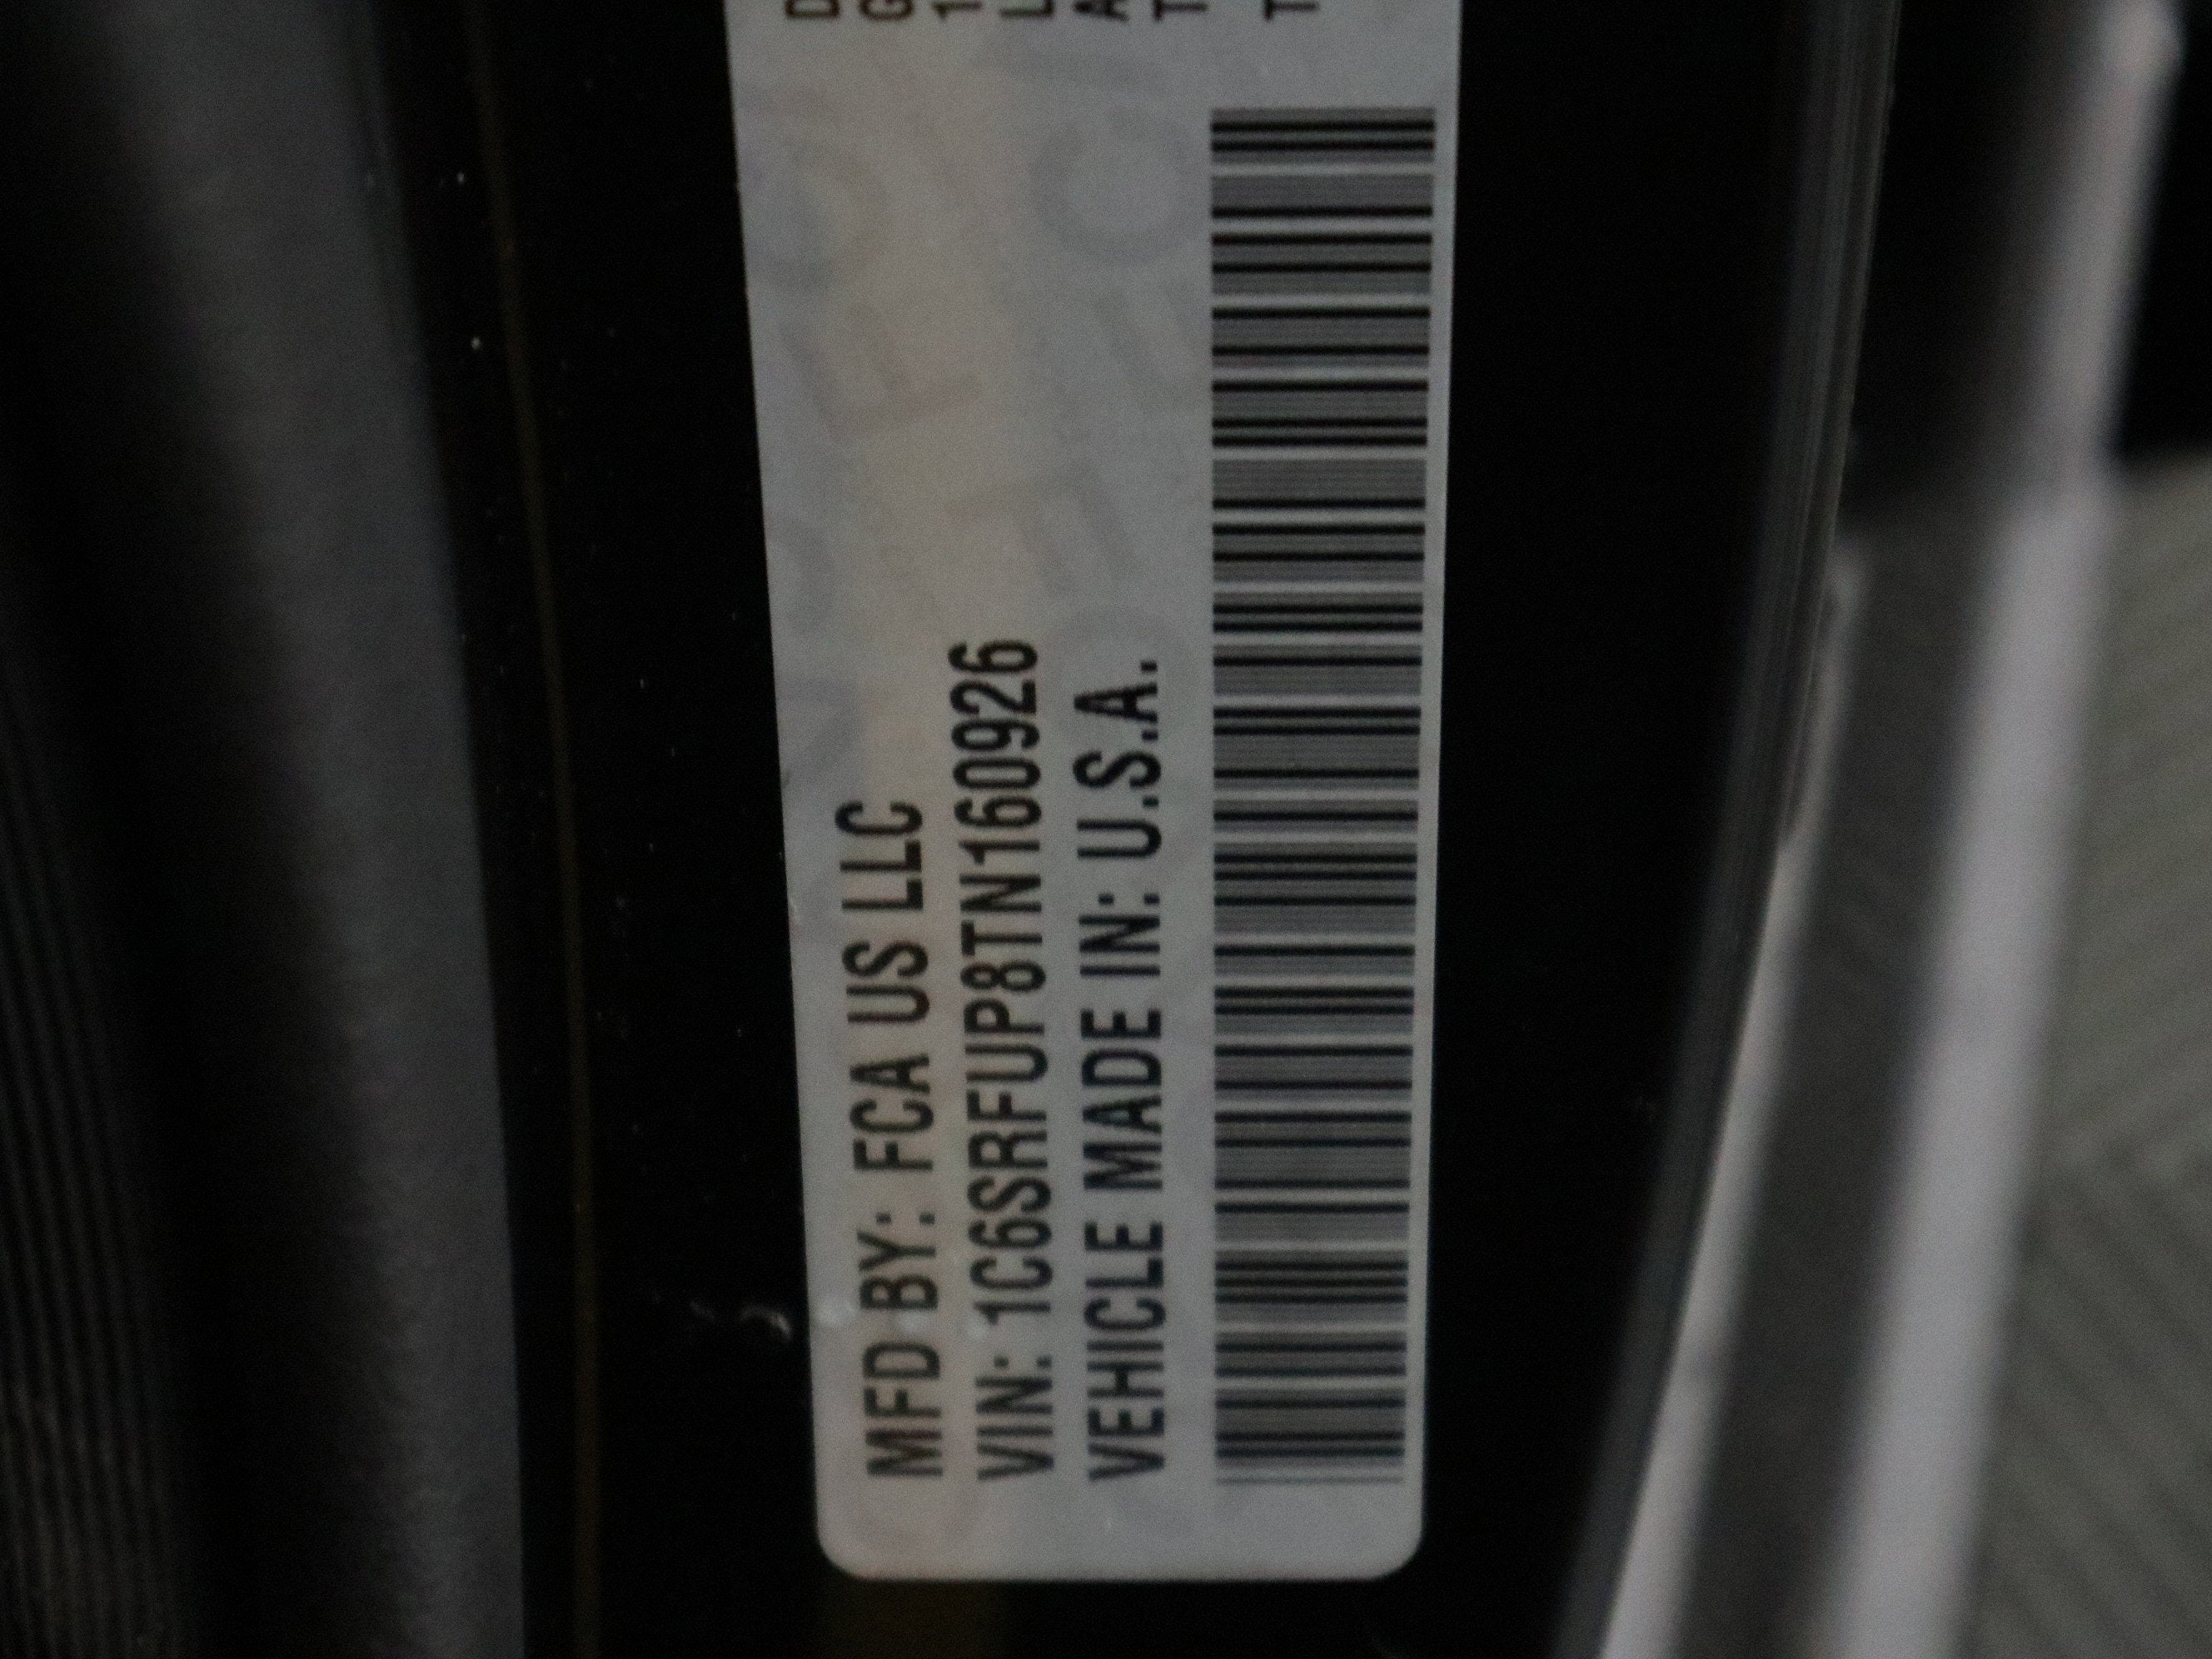 MFD BY: FCA US LLC
VIN: 1C6SRFUP8TN160926
VEHICLE MADE IN: U.S.A.